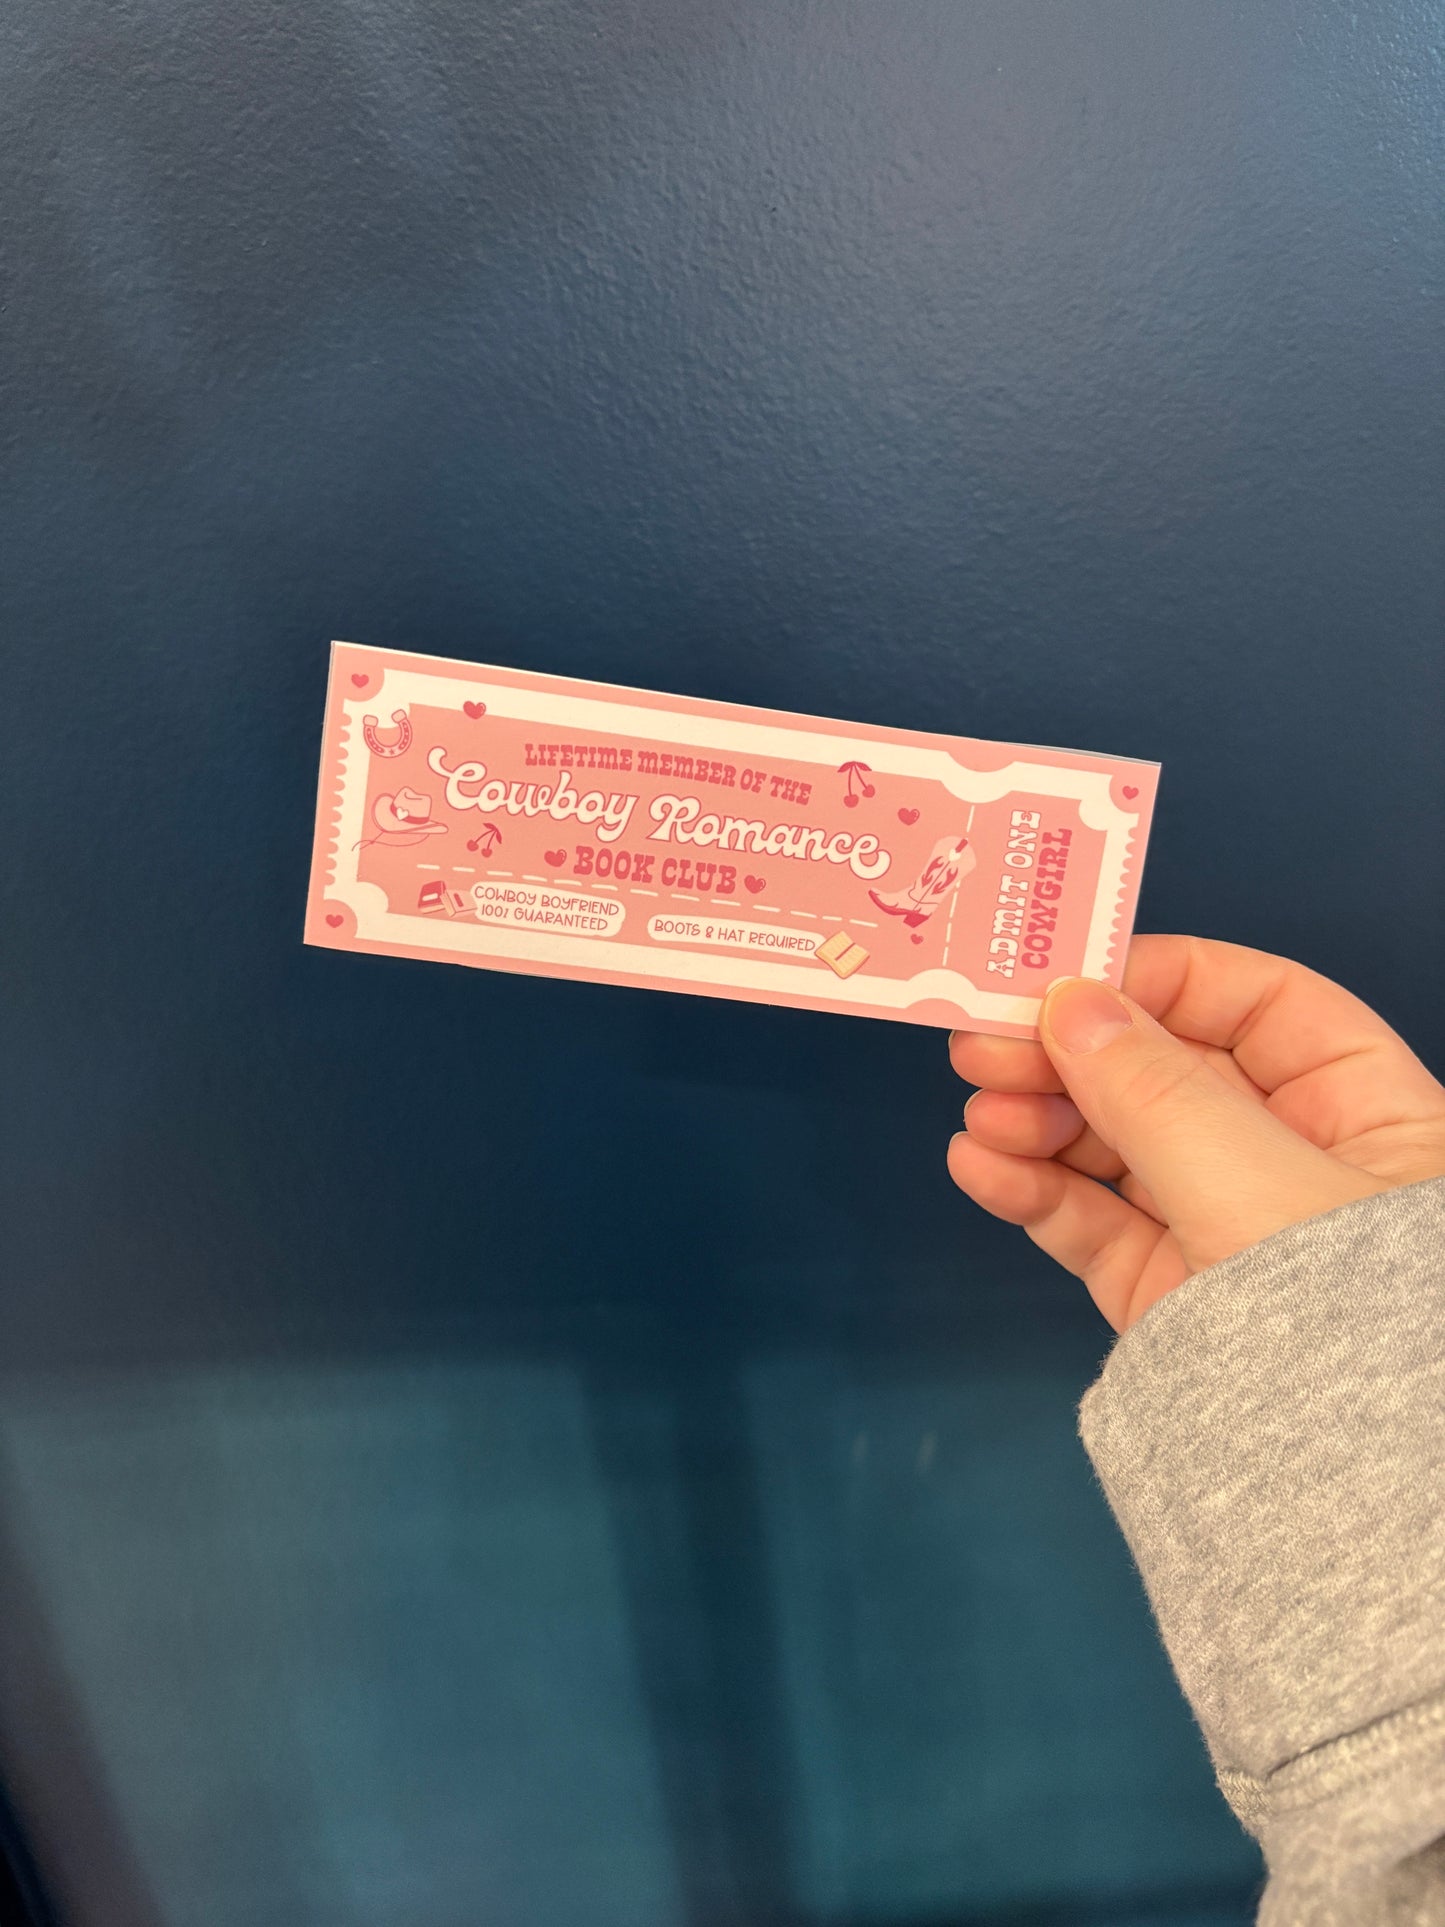 LIFETIME MEMBER OF THE
Cowboy Romance
BOOK CLUB
COWBOY BOYFRIEND
100% GUARANTEED
BOOTS & HAT REQUIRED
ADMIT ONE
COWGIRL